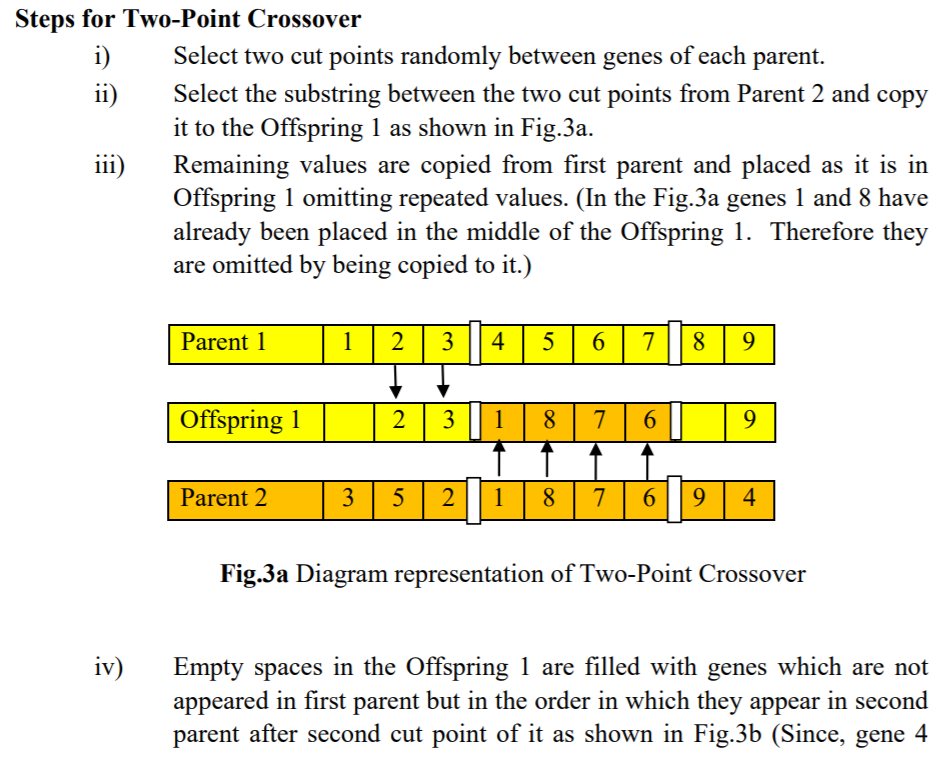 Steps for Two-Point Crossover
i) Select two cut points randomly between genes of each parent.
ii) Select the substring between the two cut points from Parent 2 and copy
it to the Offspring 1 as shown in Fig.3a.
iii) Remaining values are copied from first parent and placed as it is in
Offspring 1 omitting repeated values. (In the Fig.3a genes 1 and 8 have
already been placed in the middle of the Offspring 1. Therefore they
are omitted by being copied to it.)
Parent 1 1 2 3 4 5 6 7 8 9
Offspring 1 2 3 1 8 7 6 9
Parent 2 3 5 2 1 8 7 6 9 4
Fig.3a Diagram representation of Two-Point Crossover
iv) Empty spaces in the Offspring 1 are filled with genes which are not
appeared in first parent but in the order in which they appear in second
parent after second cut point of it as shown in Fig.3b (Since, gene 4